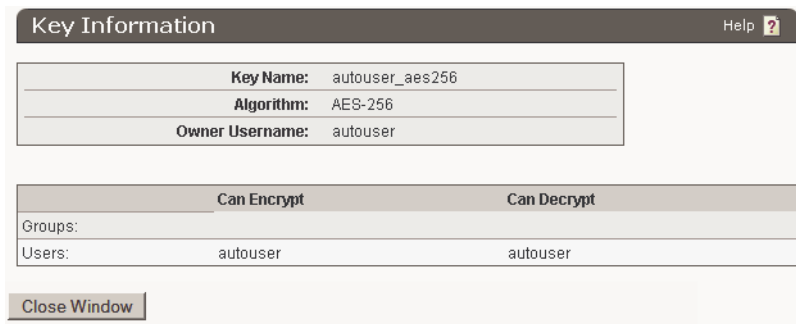 Key Information Help ?
Key Name: autouser_aes256
Algorithm: AES-256
Owner Username: autouser
Can Encrypt Can Decrypt
Groups:
Users: autouser autouser
Close Window